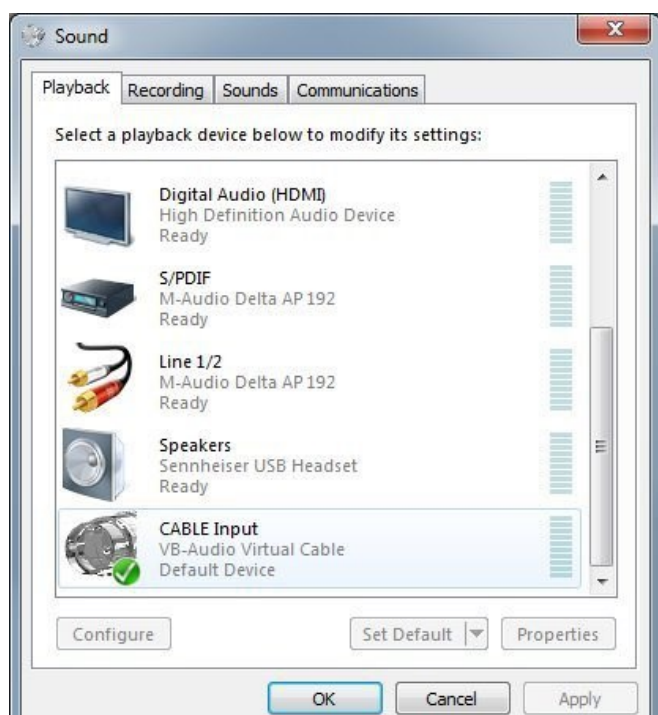 Sound
Playback Recording Sounds Communications
Select a playback device below to modify its settings:
Digital Audio (HDMI)
High Definition Audio Device
Ready
S/PDIF
M-Audio Delta AP 192
Ready
Line 1/2
M-Audio Delta AP 192
Ready
Speakers
Sennheiser USB Headset
Ready
CABLE Input
VB-Audio Virtual Cable
Default Device
Configure Set Default Properties
OK Cancel Apply